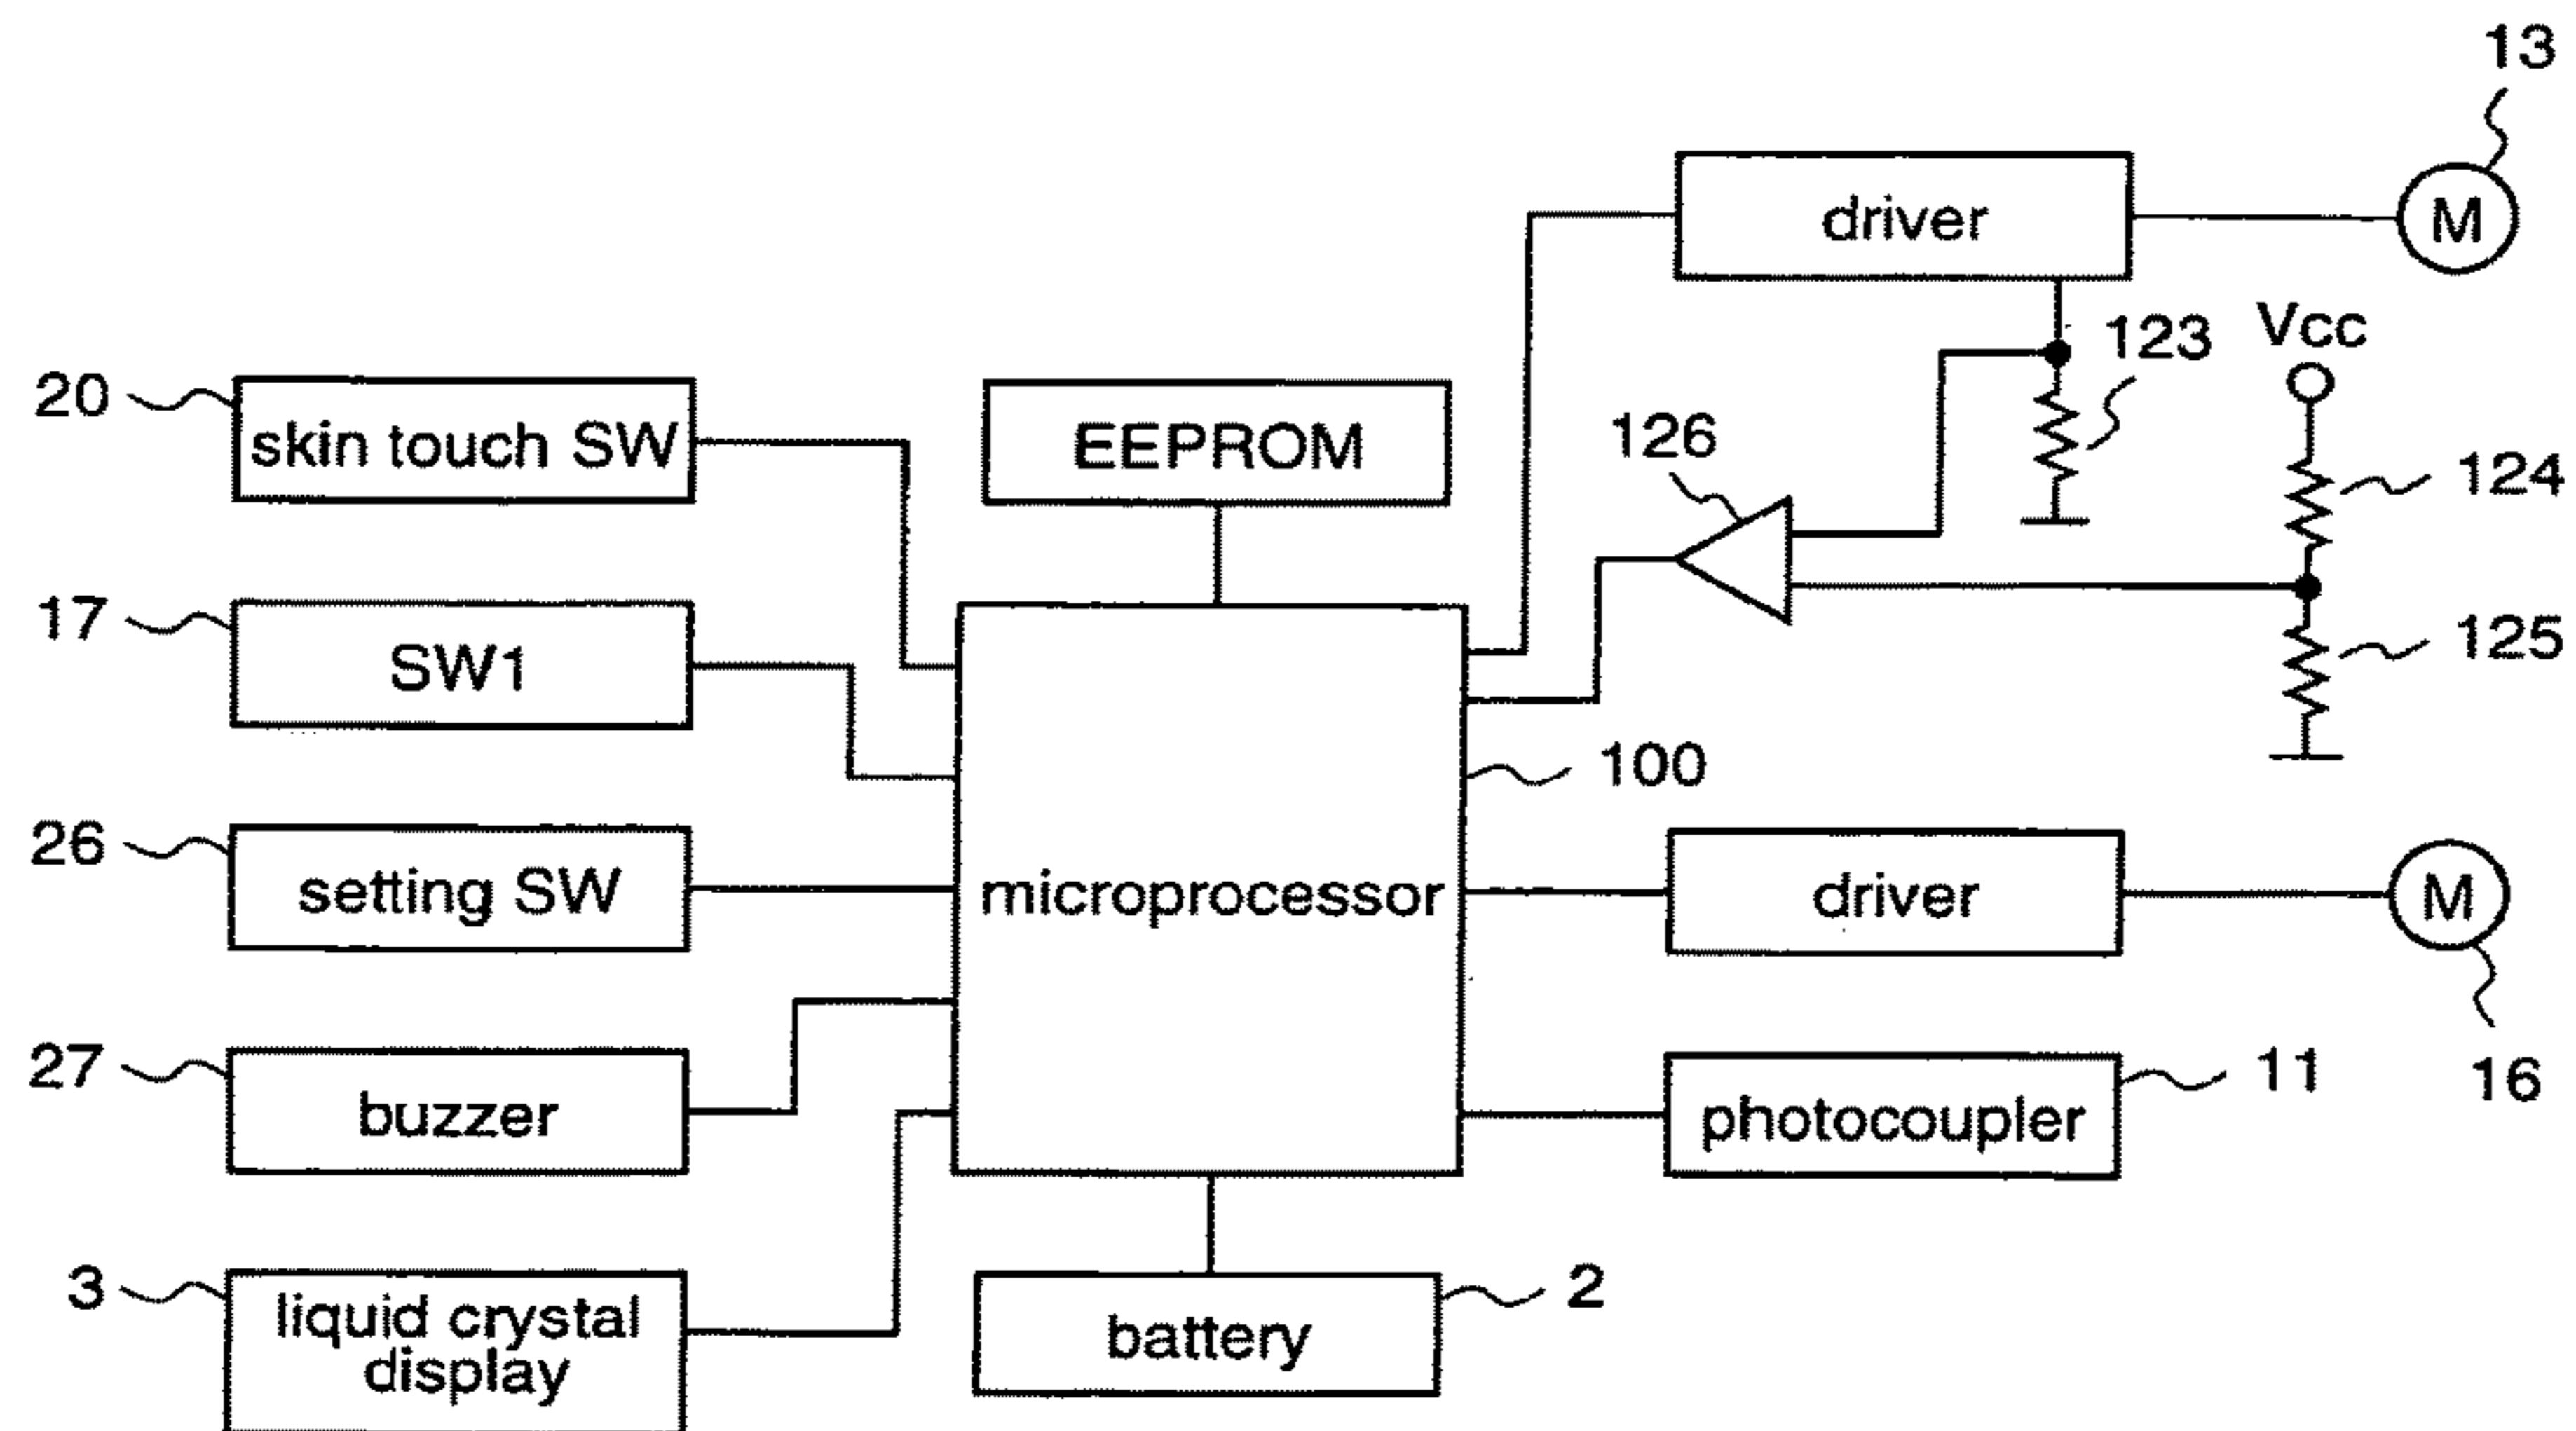 13
driver
M
123
Vcc
20
skin touch SW
EEPROM
126
124
17
SW1
125
100
26
setting SW
microprocessor
driver
M
27
buzzer
photocoupler
11
16
3
liquid crystal
display
battery
2